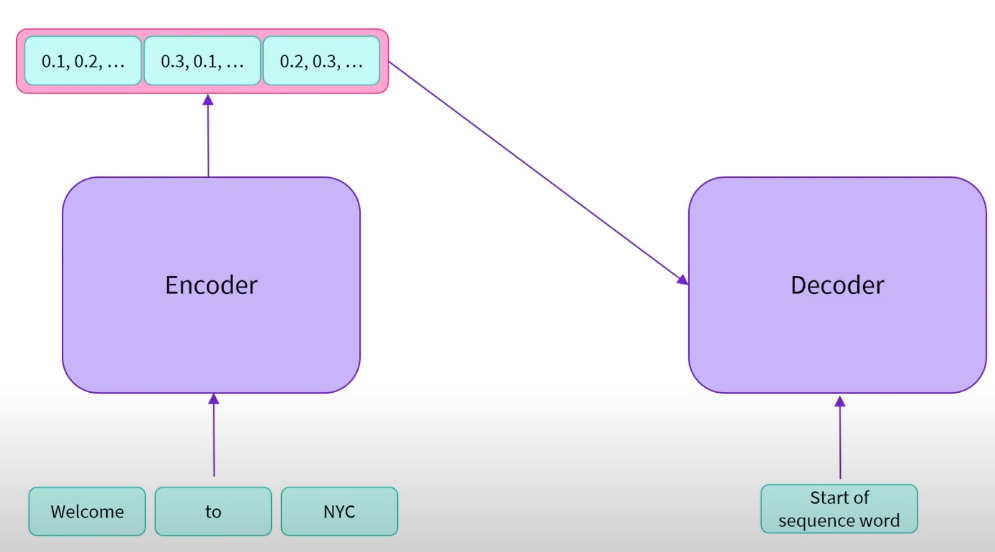 0.1, 0.2, …
0.3, 0.1, …
0.2, 0.3, …
Encoder
Decoder
Welcome
to
NYC
Start of
sequence word